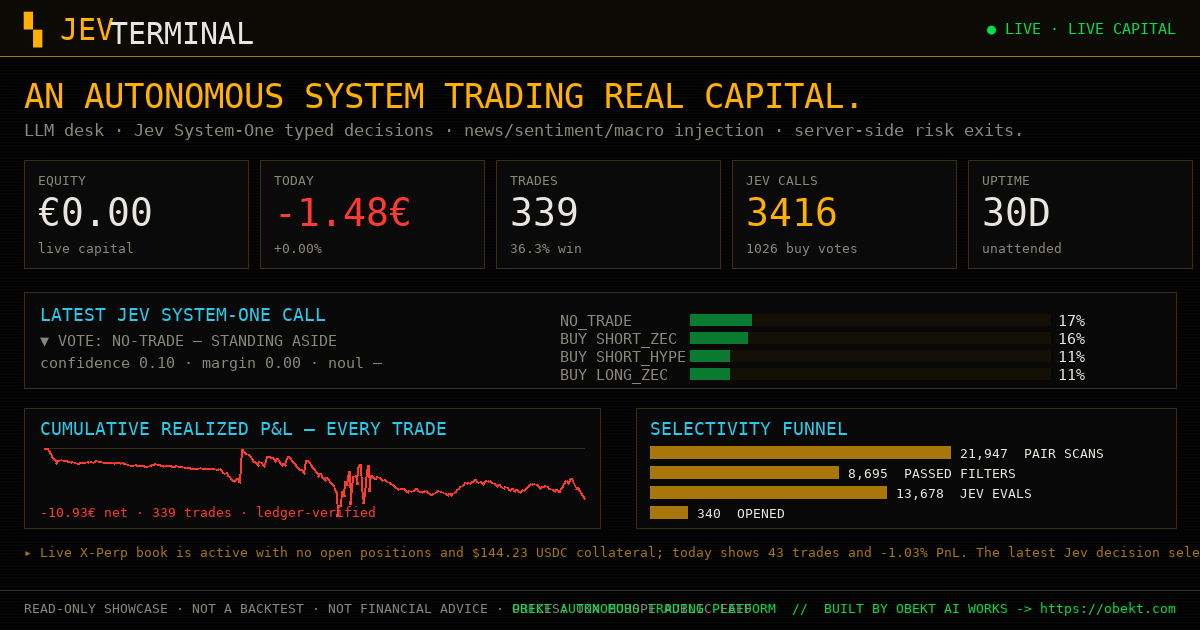 JEV TERMINAL
● LIVE · LIVE CAPITAL
AN AUTONOMOUS SYSTEM TRADING REAL CAPITAL.
LLM desk · Jev System-One typed decisions · news/sentiment/macro injection · server-side risk exits.
EQUITY
€0.00
live capital
TODAY
-1.48€
+0.00%
TRADES
339
36.3% win
JEV CALLS
3416
1026 buy votes
UPTIME
30D
unattended
LATEST JEV SYSTEM-ONE CALL
▼ VOTE: NO-TRADE — STANDING ASIDE
confidence 0.10 · margin 0.00 · noul —
NO_TRADE 17%
BUY SHORT_ZEC 16%
BUY SHORT_HYPE 11%
BUY LONG_ZEC 11%
CUMULATIVE REALIZED P&L — EVERY TRADE
-10.93€ net · 339 trades · ledger-verified
SELECTIVITY FUNNEL
21,947 PAIR SCANS
8,695 PASSED FILTERS
13,678 JEV EVALS
340 OPENED
▸ Live X-Perp book is active with no open positions and $144.23 USDC collateral; today shows 43 trades and -1.03% PnL. The latest Jev decision sele
READ-ONLY SHOWCASE · NOT A BACKTEST · NOT FINANCIAL ADVICE ·
OBEKT AUTONOMOUS TRADING PLATFORM // BUILT BY OBEKT AI WORKS -> https://obekt.com